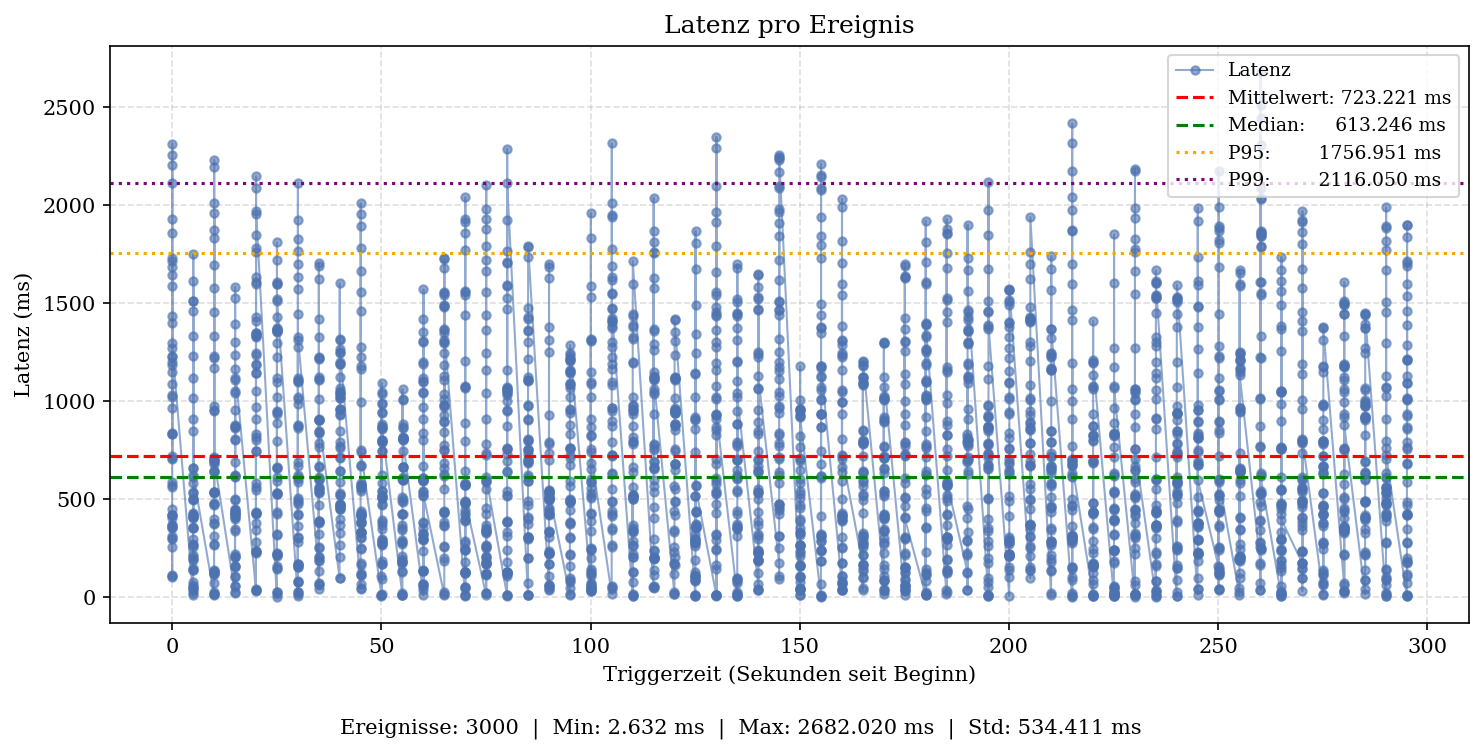 Latenz pro Ereignis
Latenz
Mittelwert: 723.221 ms
Median: 613.246 ms
P95: 1756.951 ms
P99: 2116.050 ms
Latenz (ms)
2500
2000
1500
1000
500
0
0 50 100 150 200 250 300
Triggerzeit (Sekunden seit Beginn)
Ereignisse: 3000 | Min: 2.632 ms | Max: 2682.020 ms | Std: 534.411 ms